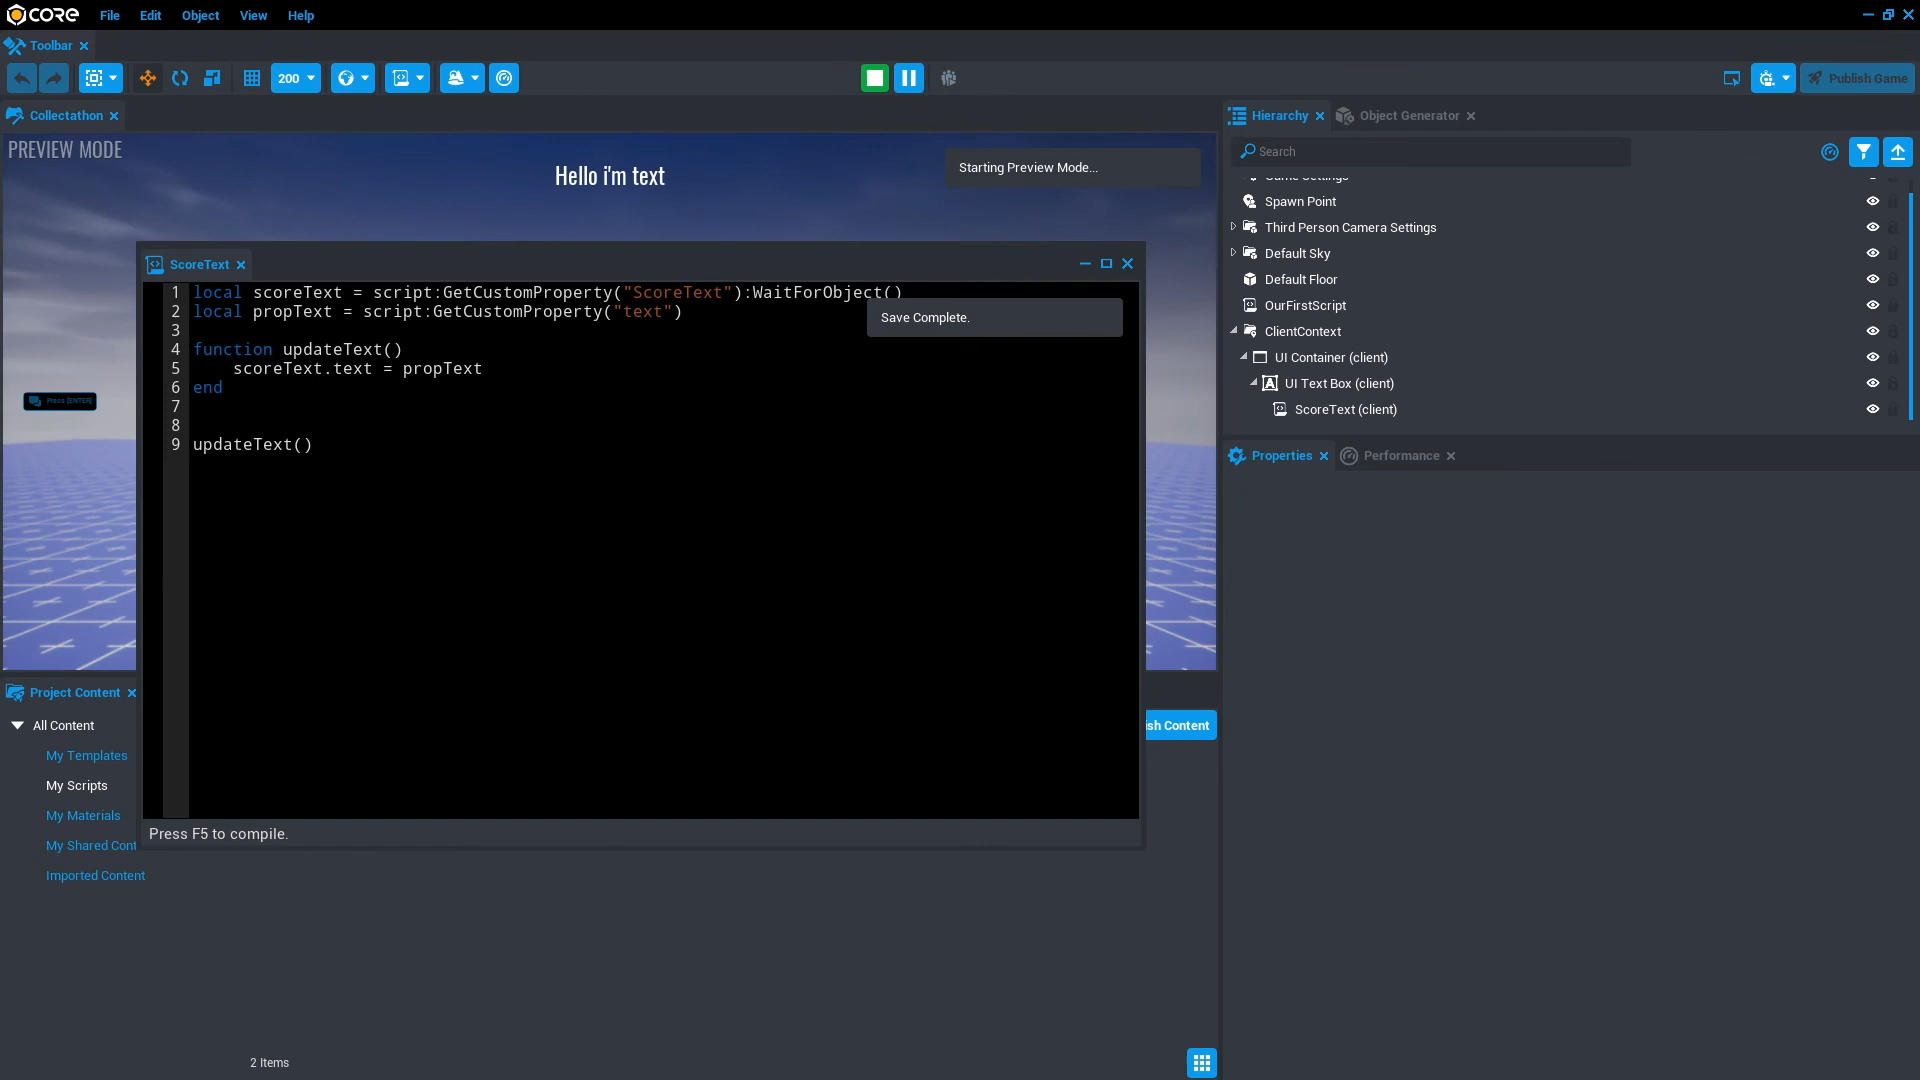 CORE File Edit Object View Help
Toolbar
200
Publish Game
Collectathon
Hierarchy
Object Generator
PREVIEW MODE
Hello i'm text
Starting Preview Mode...
Search
Game Settings
Spawn Point
Third Person Camera Settings
Default Sky
Default Floor
OurFirstScript
ClientContext
UI Container (client)
UI Text Box (client)
ScoreText (client)
Properties
Performance
ScoreText
1 local scoreText = script:GetCustomProperty("ScoreText"):WaitForObject()
2 local propText = script:GetCustomProperty("text")
3
4 function updateText()
5 scoreText.text = propText
6 end
7
8
9 updateText()
Save Complete.
Press F5 to compile.
Press [ENTER]
Project Content
ish Content
All Content
My Templates
My Scripts
My Materials
My Shared Cont
Imported Content
2 Items